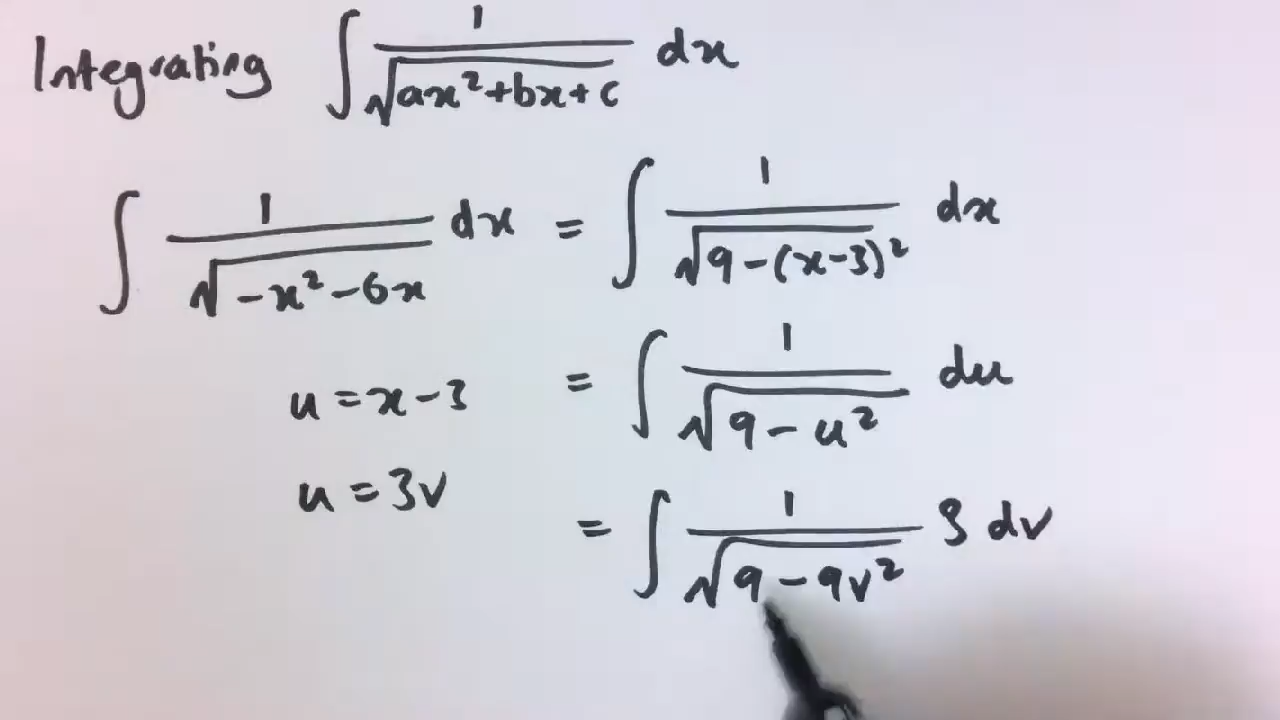 Integrating ∫ 1/√(ax²+bx+c) dx
∫ 1/√(-x²-6x) dx = ∫ 1/√(9-(x-3)²) dx
u = x-3 = ∫ 1/√(9-u²) du
u = 3v = ∫ 1/√(9-9v²) 3 dv